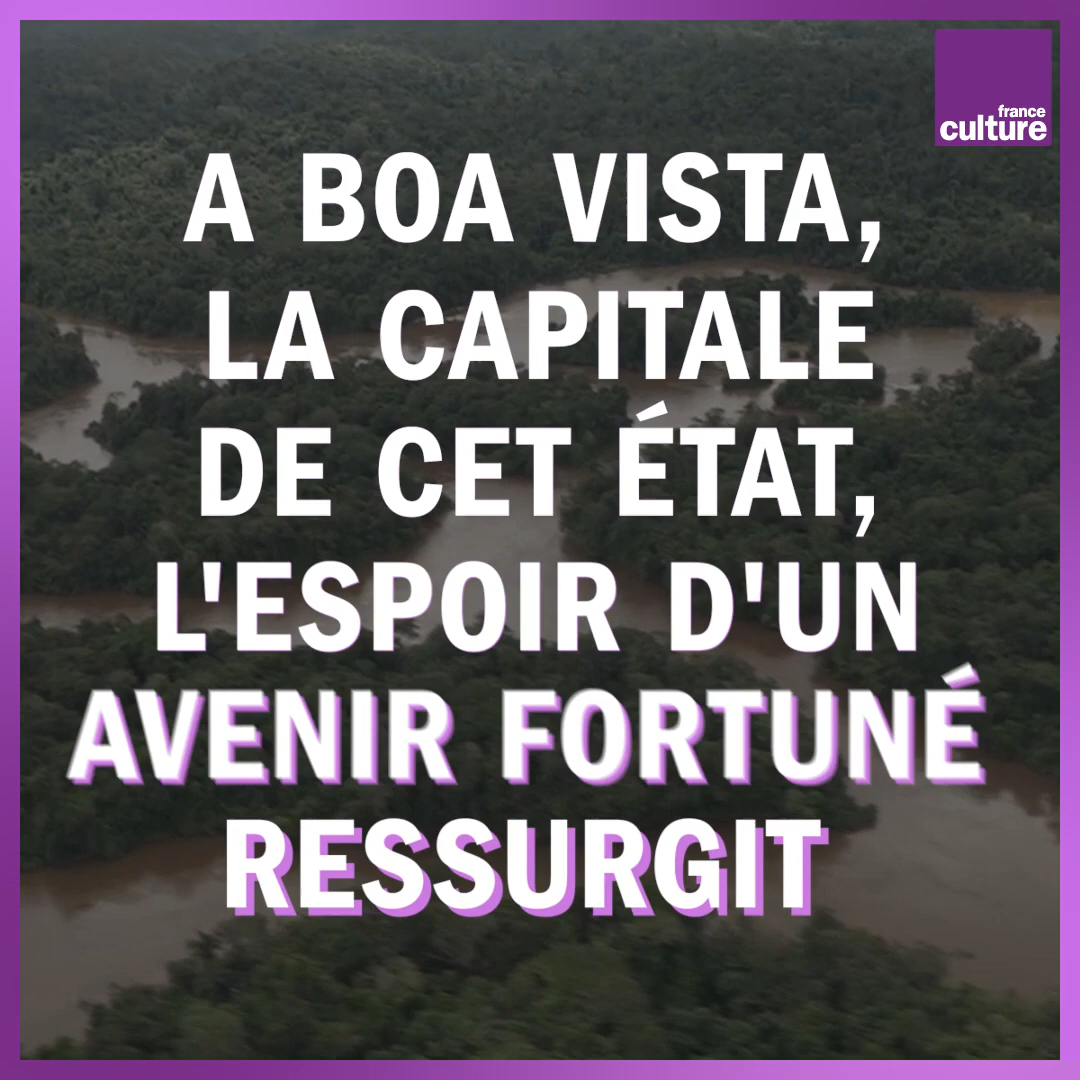 france
culture
A BOA VISTA,
LA CAPITALE
DE CET ÉTAT,
L'ESPOIR D'UN
AVENIR FORTUNÉ
RESSURGIT